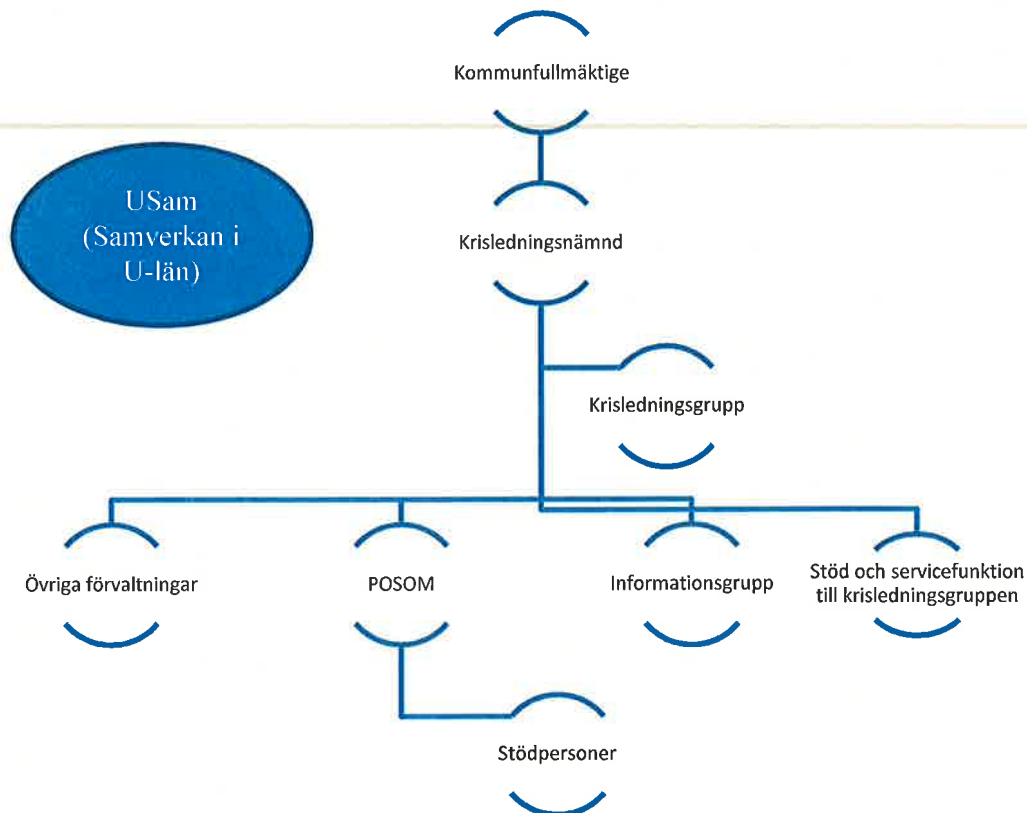 Kommunfullmäktige
USam
(Samverkan i
U-län)
Krisledningsnämnd
Krisledningsgrupp
Övriga förvaltningar
POSOM
Informationsgrupp
Stöd och servicefunktion
till krisledningsgruppen
Stödpersoner